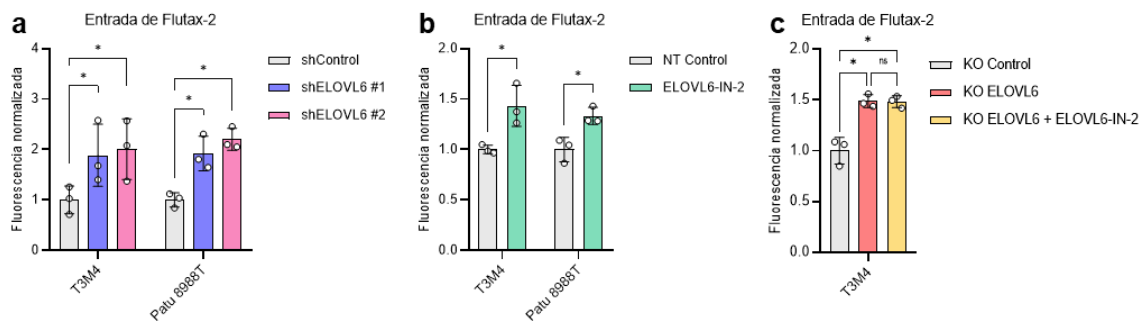 a
Entrada de Flutax-2
Fluorescencia normalizada
4
3
2
1
0
*
*
*
*
T3M4
Patu 8988T
shControl
shELOVL6 #1
shELOVL6 #2
b
Entrada de Flutax-2
Fluorescencia normalizada
2.0
1.5
1.0
0.5
0.0
*
*
T3M4
Patu 8988T
NT Control
ELOVL6-IN-2
c
Entrada de Flutax-2
Fluorescencia normalizada
2.0
1.5
1.0
0.5
0.0
*
*
ns
T3M4
KO Control
KO ELOVL6
KO ELOVL6 + ELOVL6-IN-2